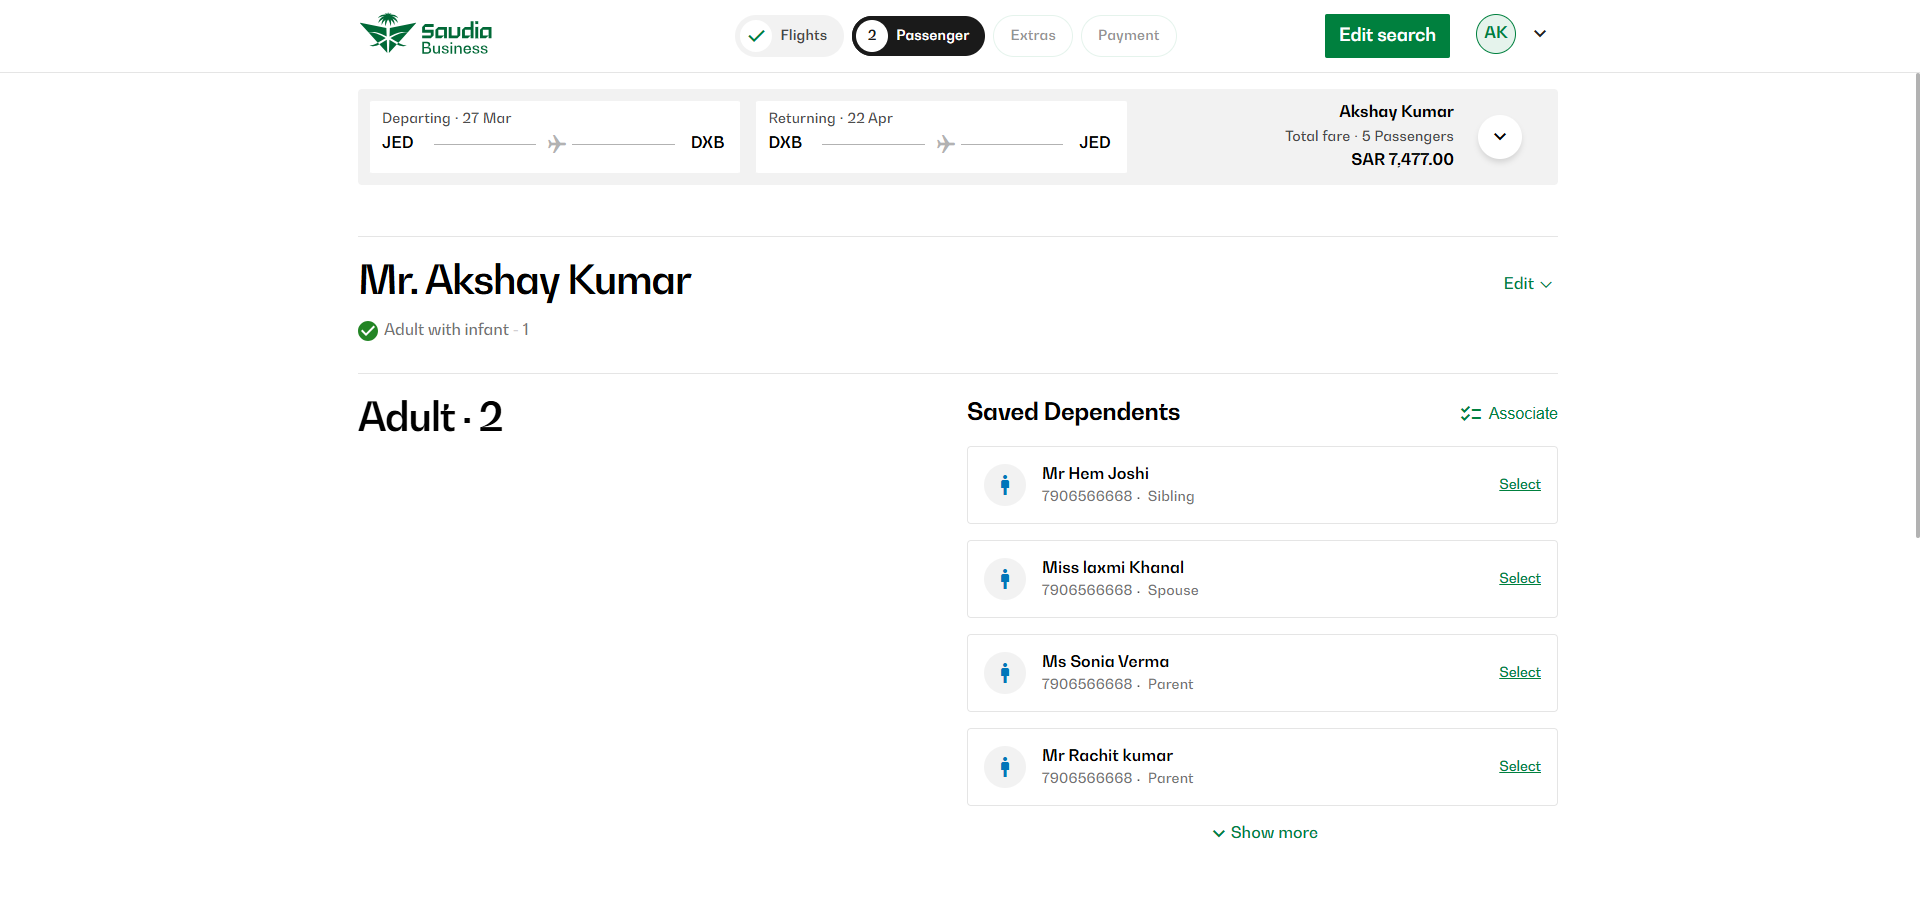 Saudia
Business
Flights
2 Passenger
Extras
Payment
Edit search
AK
Departing · 27 Mar
JED DXB
Returning · 22 Apr
DXB JED
Akshay Kumar
Total fare · 5 Passengers
SAR 7,477.00
Mr. Akshay Kumar
Edit
Adult with infant - 1
Adult · 2
Saved Dependents
Associate
Mr Hem Joshi
7906566668 · Sibling
Select
Miss laxmi Khanal
7906566668 · Spouse
Select
Ms Sonia Verma
7906566668 · Parent
Select
Mr Rachit kumar
7906566668 · Parent
Select
Show more